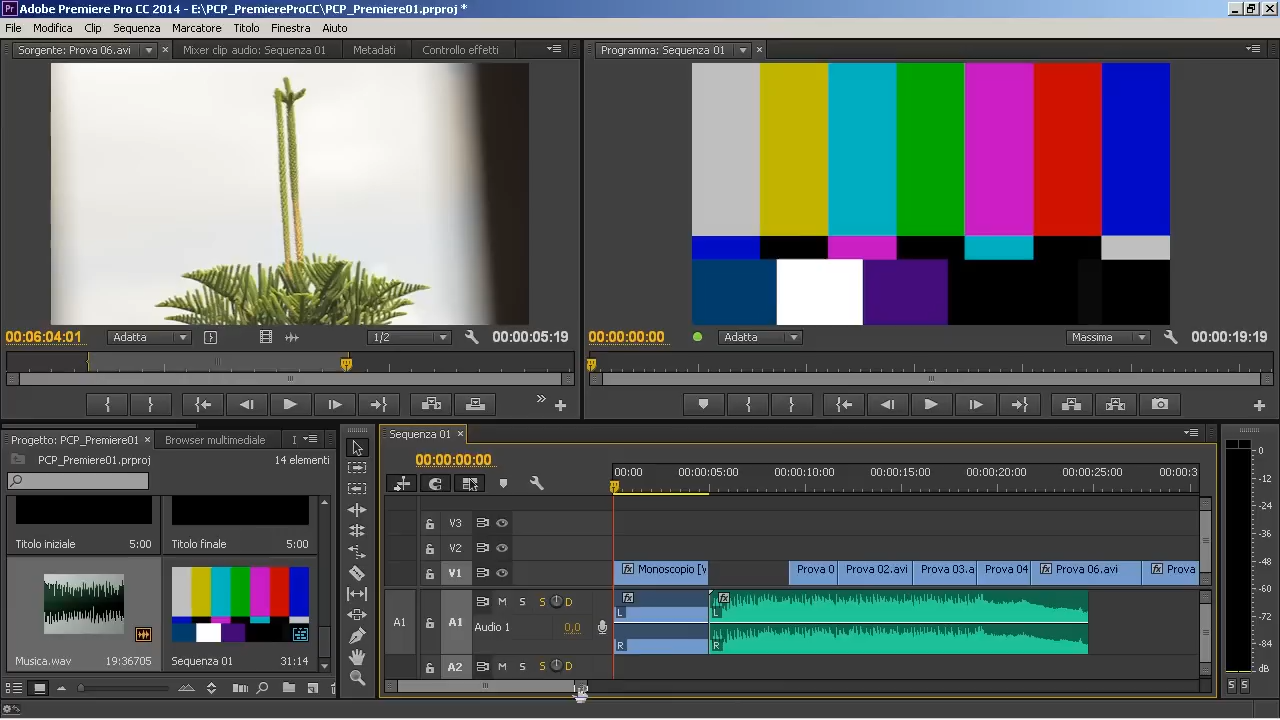 Adobe Premiere Pro CC 2014 - E:\PCP_PremiereProCC\PCP_Premiere01.prproj *
File Modifica Clip Sequenza Marcatore Titolo Finestra Aiuto
Sorgente: Prova 06.avi Mixer clip audio: Sequenza 01 Metadati Controllo effetti
Programma: Sequenza 01
00:06:04:01 Adatta 1/2 00:00:05:19
00:00:00:00 Adatta Massima 00:00:19:19
Progetto: PCP_Premiere01 Browser multimediale I
PCP_Premiere01.prproj 14 elementi
Titolo iniziale 5:00 Titolo finale 5:00
Musica.wav 19:36705 Sequenza 01 31:14
Sequenza 01
00:00:00:00
00:00 00:00:05:00 00:00:10:00 00:00:15:00 00:00:20:00 00:00:25:00 00:00:3
V3
V2
V1 Monoscopio [V Prova 0 Prova 02.avi Prova 03.a Prova 04 Prova 06.avi Prova
A1 A1 M S S D L L
Audio 1 0,0
R R
A2 M S S D
0
-12
-24
-36
-48
-60
dB
S S